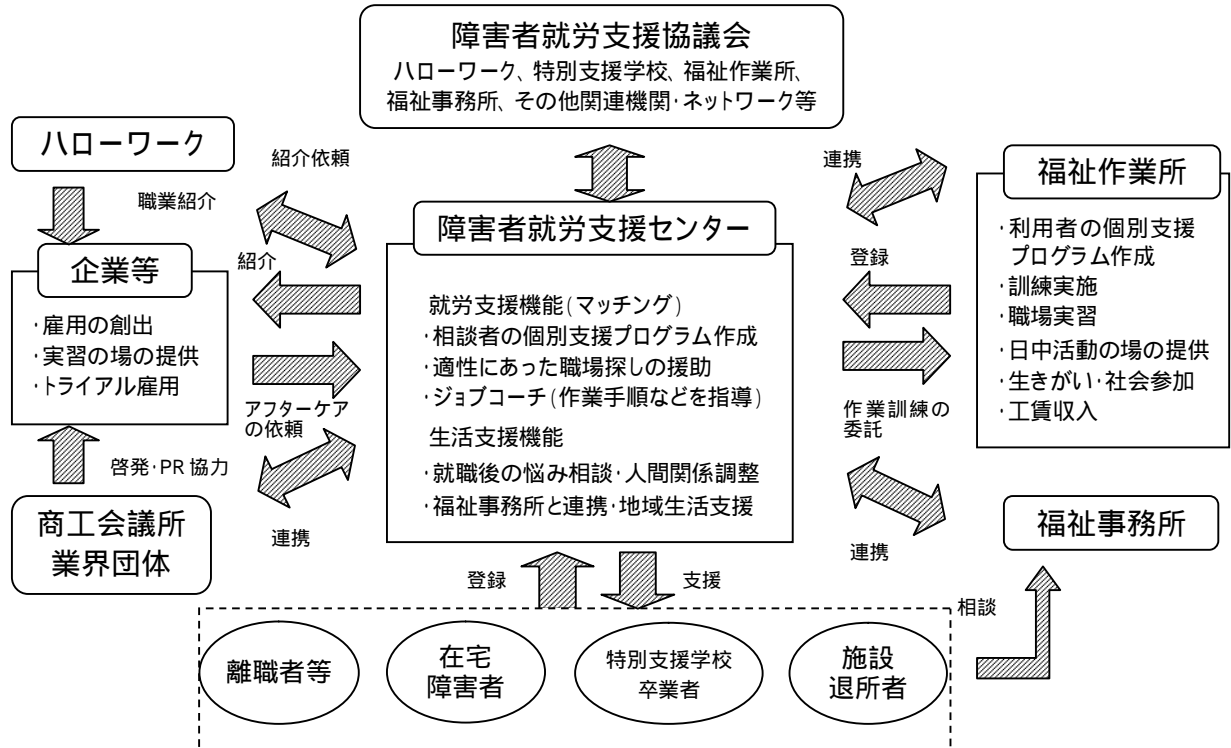 障害者就労支援協議会
ハローワーク、特別支援学校、福祉作業所、
福祉事務所、その他関連機関・ネットワーク等
ハローワーク
紹介依頼
職業紹介
連携
福祉作業所
・利用者の個別支援
プログラム作成
・訓練実施
・職場実習
・日中活動の場の提供
・生きがい・社会参加
・工賃収入
企業等
・雇用の創出
・実習の場の提供
・トライアル雇用
紹介
アフターケア
の依頼
障害者就労支援センター
就労支援機能(マッチング)
・相談者の個別支援プログラム作成
・適性にあった職場探しの援助
・ジョブコーチ(作業手順などを指導)
生活支援機能
・就職後の悩み相談・人間関係調整
・福祉事務所と連携・地域生活支援
登録
作業訓練の
委託
啓発・PR 協力
商工会議所
業界団体
連携
連携
福祉事務所
登録
支援
相談
離職者等
在宅
障害者
特別支援学校
卒業者
施設
退所者